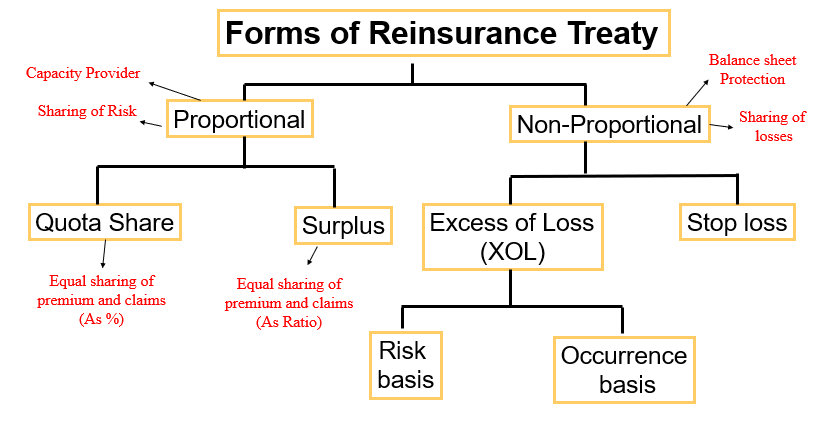 Forms of Reinsurance Treaty
Capacity Provider
Sharing of Risk
Proportional
Balance sheet
Protection
Non-Proportional
Sharing of
losses
Quota Share
Surplus
Excess of Loss
(XOL)
Stop loss
Equal sharing of
premium and claims
(As %)
Equal sharing of
premium and claims
(As Ratio)
Risk
basis
Occurrence
basis